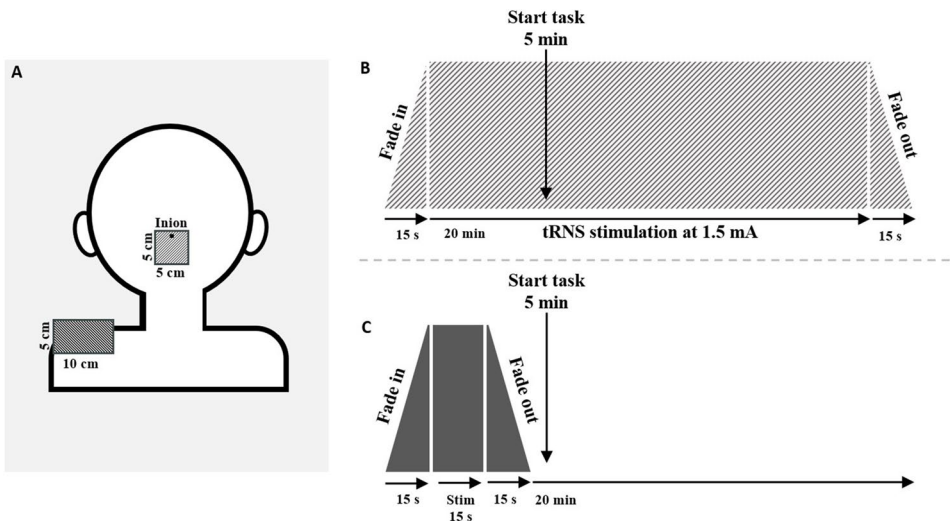 A
Inion
5 cm
5 cm
5 cm
10 cm
B
Start task
5 min
Fade in
Fade out
15 s
20 min
tRNS stimulation at 1.5 mA
15 s
C
Start task
5 min
Fade in
Fade out
15 s
Stim
15 s
15 s
20 min